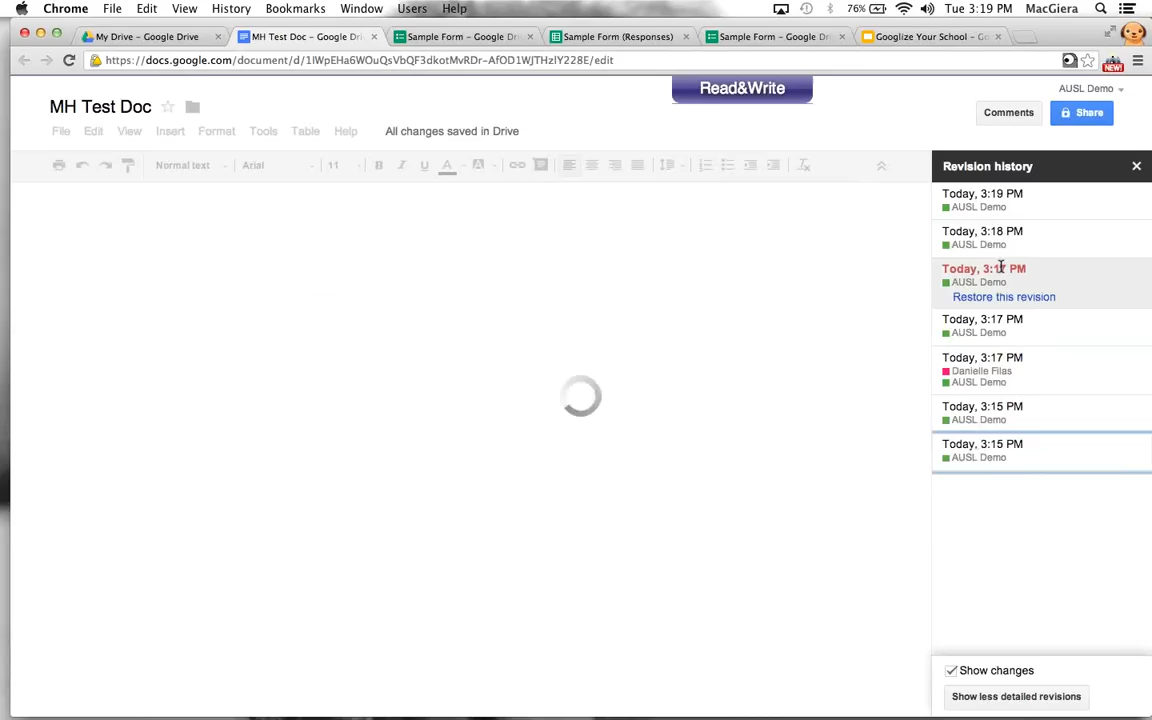 Chrome File Edit View History Bookmarks Window Users Help 76% Tue 3:19 PM MacGiera
My Drive – Google Drive MH Test Doc – Google Dri Sample Form – Google Dr Sample Form (Responses) Sample Form – Google Dr Googlize Your School – Go
https://docs.google.com/document/d/1lWpEHa6WOuQsVbQF3dkotMvRDr-AfOD1WJTHzlY228E/edit NEW!
Read&Write
AUSL Demo
MH Test Doc
Comments Share
File Edit View Insert Format Tools Table Help All changes saved in Drive
Normal text Arial 11 B I U A A
Revision history
Today, 3:19 PM
AUSL Demo
Today, 3:18 PM
AUSL Demo
Today, 3:17 PM
AUSL Demo
Restore this revision
Today, 3:17 PM
AUSL Demo
Today, 3:17 PM
Danielle Filas
AUSL Demo
Today, 3:15 PM
AUSL Demo
Today, 3:15 PM
AUSL Demo
Show changes
Show less detailed revisions